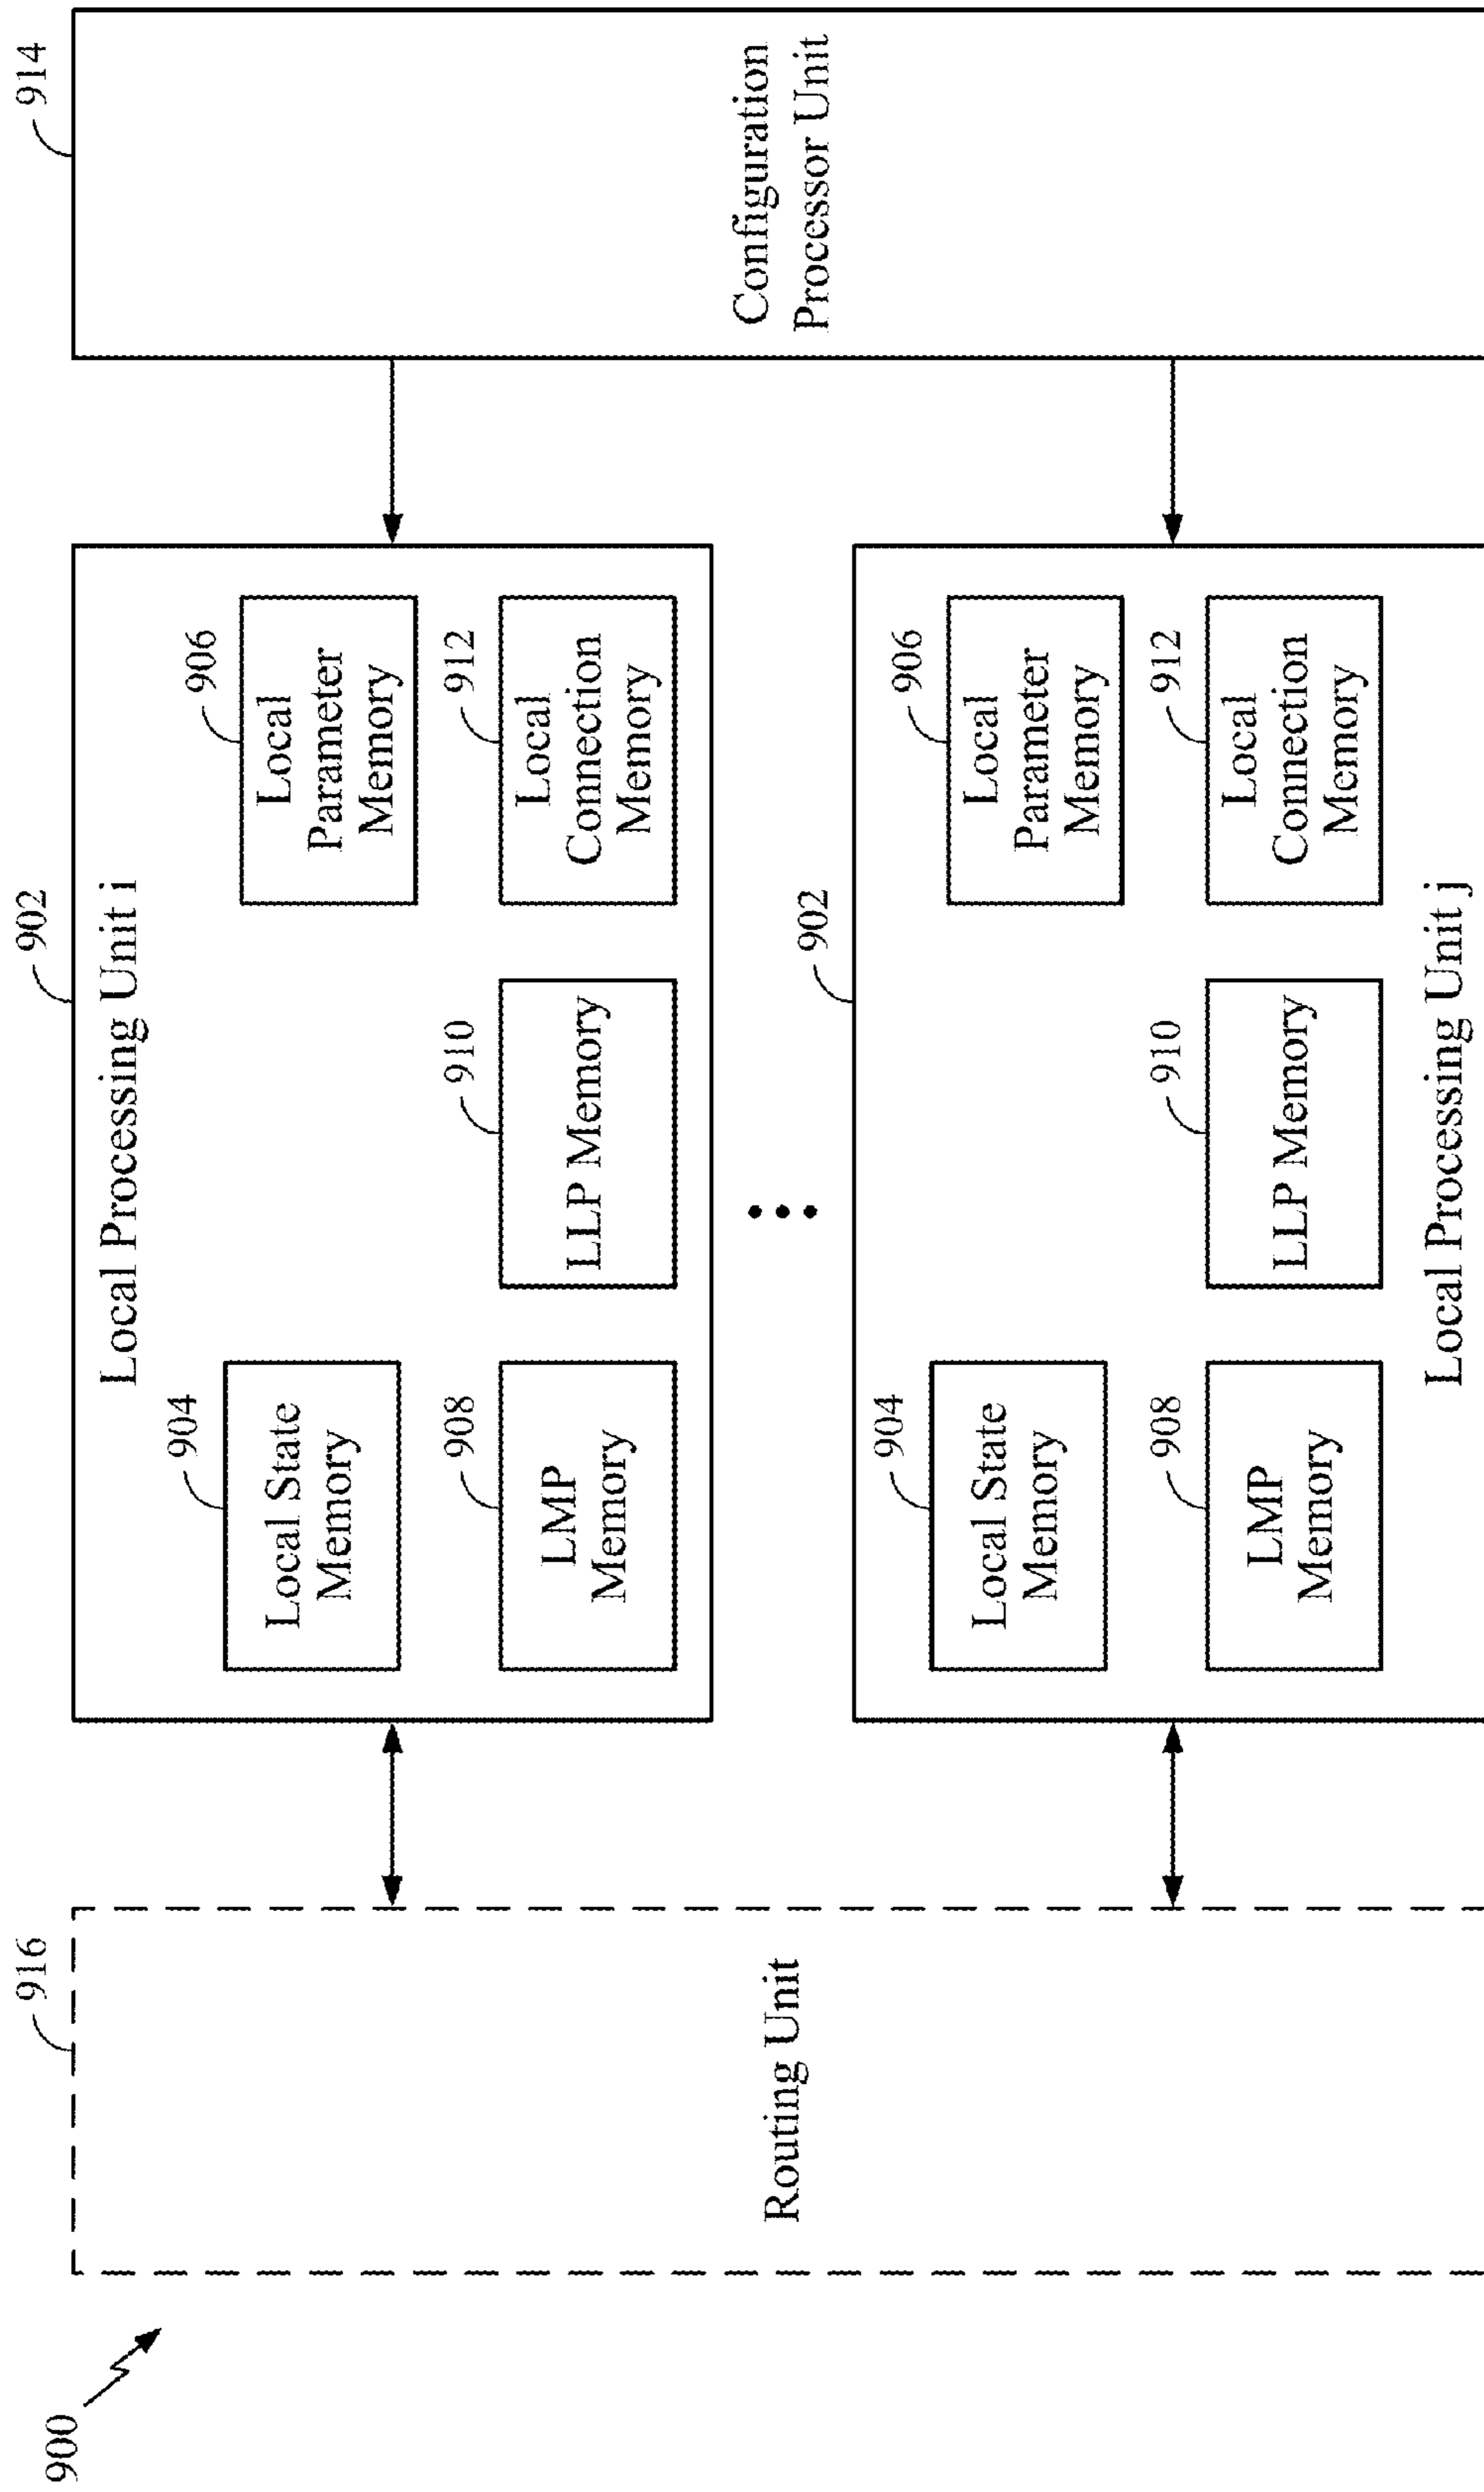 900
916
Routing Unit
902
Local Processing Unit i
904
Local State
Memory
906
Local
Parameter
Memory
908
LMP
Memory
910
LLP Memory
912
Local
Connection
Memory
902
904
Local State
Memory
906
Local
Parameter
Memory
908
LMP
Memory
910
LLP Memory
912
Local
Connection
Memory
Local Processing Unit j
914
Configuration
Processor Unit